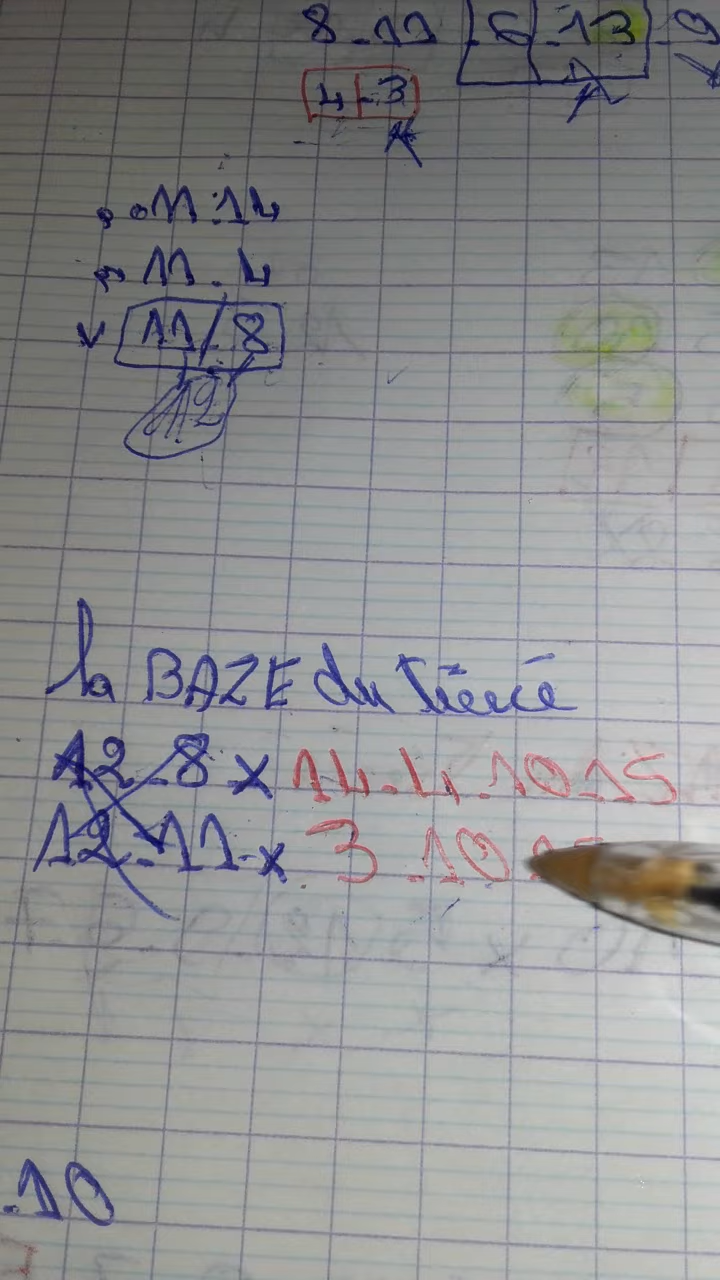 8-11-6-13-9
4-3
11.14
11.4
11/8
12
la BAZE du tiercé
12-8 x 14.4.10.15
12-11-x 3.10
.10